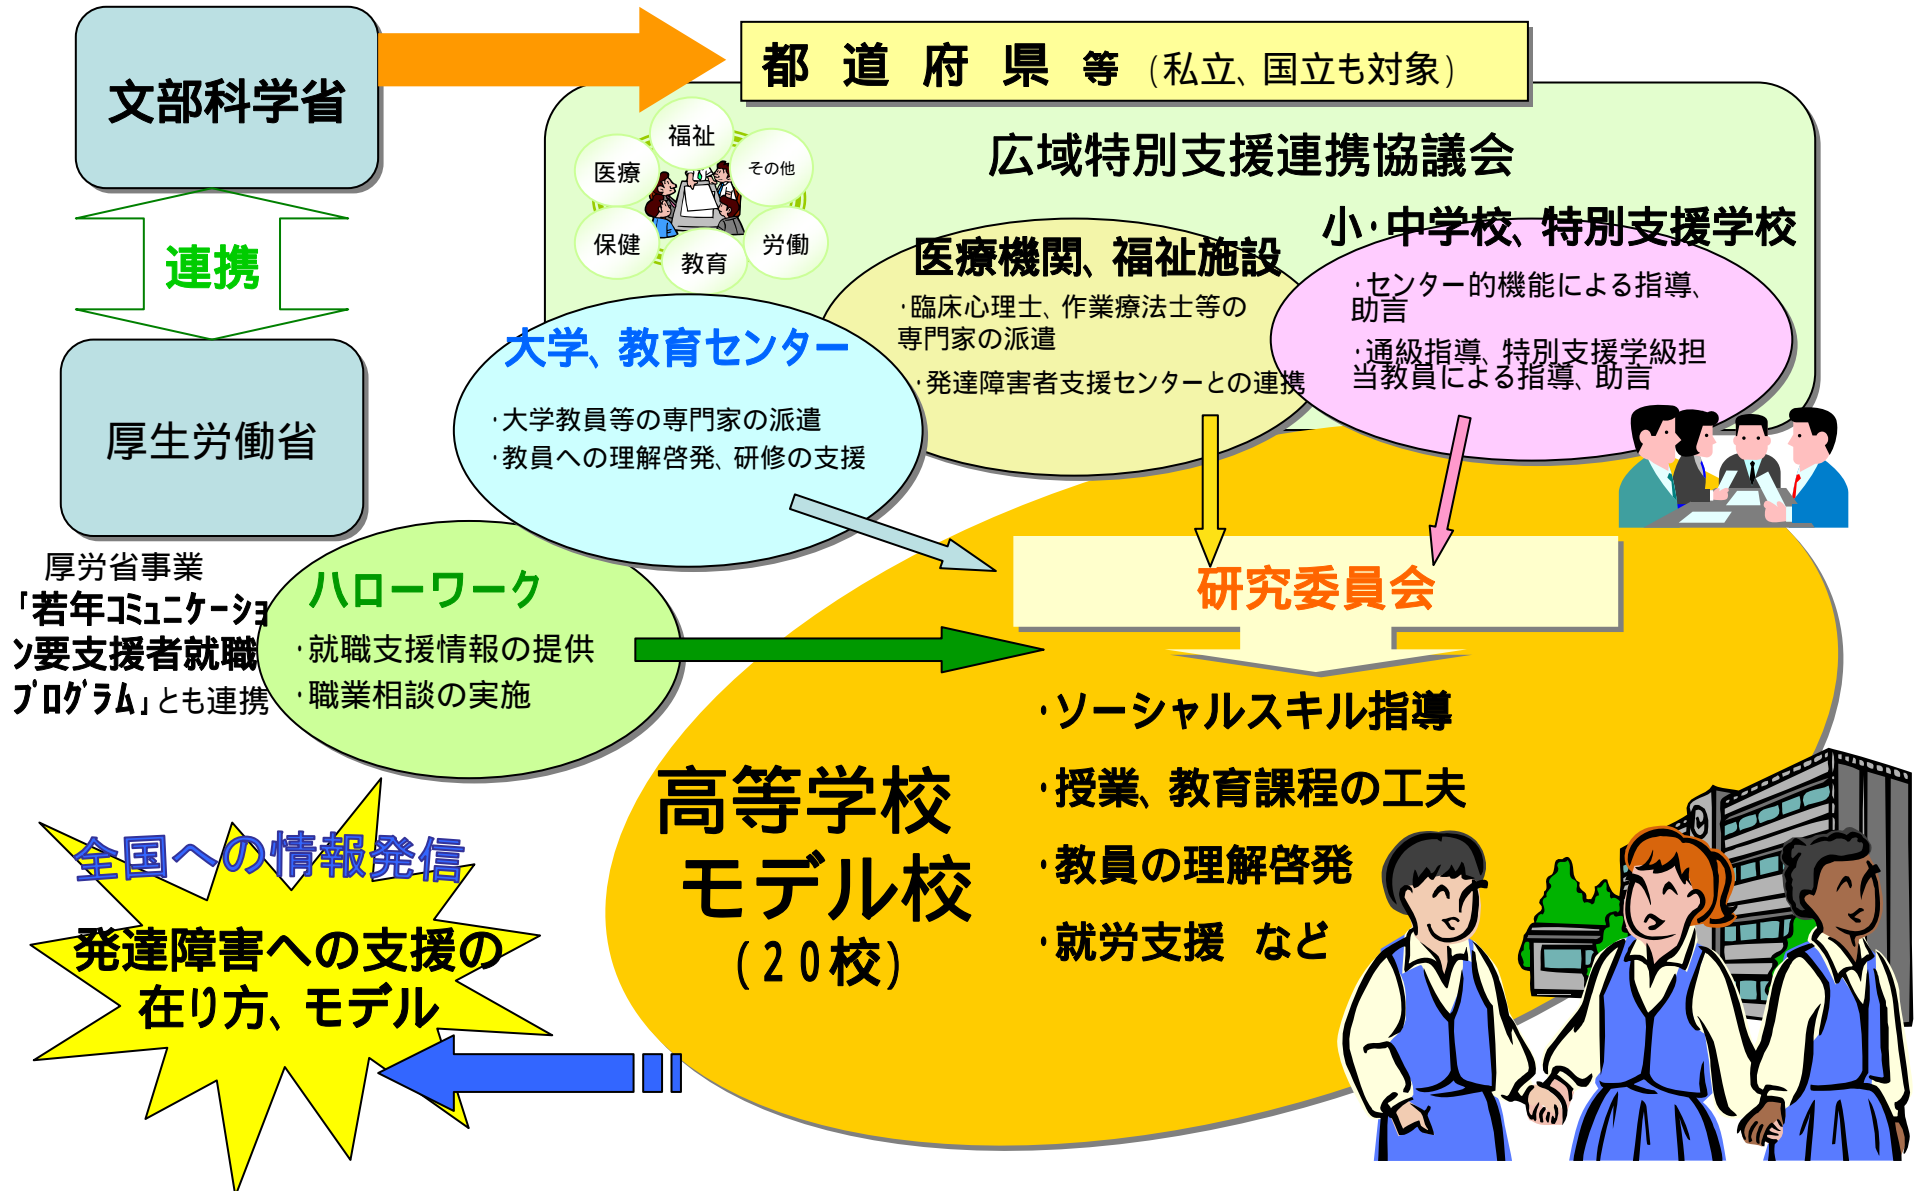 文部科学省
都 道 府 県 等 (私立、国立も対象)
広域特別支援連携協議会
福祉
医療
その他
保健
労働
教育
連携
厚生労働省
厚労省事業
「若年コミュニケーショ
ン要支援者就職
プログラム」とも連携
小・中学校、特別支援学校
・センター的機能による指導、
助言
・通級指導、特別支援学級担
当教員による指導、助言
医療機関、福祉施設
・臨床心理士、作業療法士等の
専門家の派遣
・発達障害者支援センターとの連携
大学、教育センター
・大学教員等の専門家の派遣
・教員への理解啓発、研修の支援
ハローワーク
・就職支援情報の提供
・職業相談の実施
研究委員会
・ソーシャルスキル指導
・授業、教育課程の工夫
・教員の理解啓発
・就労支援 など
高等学校
モデル校
(20校)
全国への情報発信
発達障害への支援の
在り方、モデル